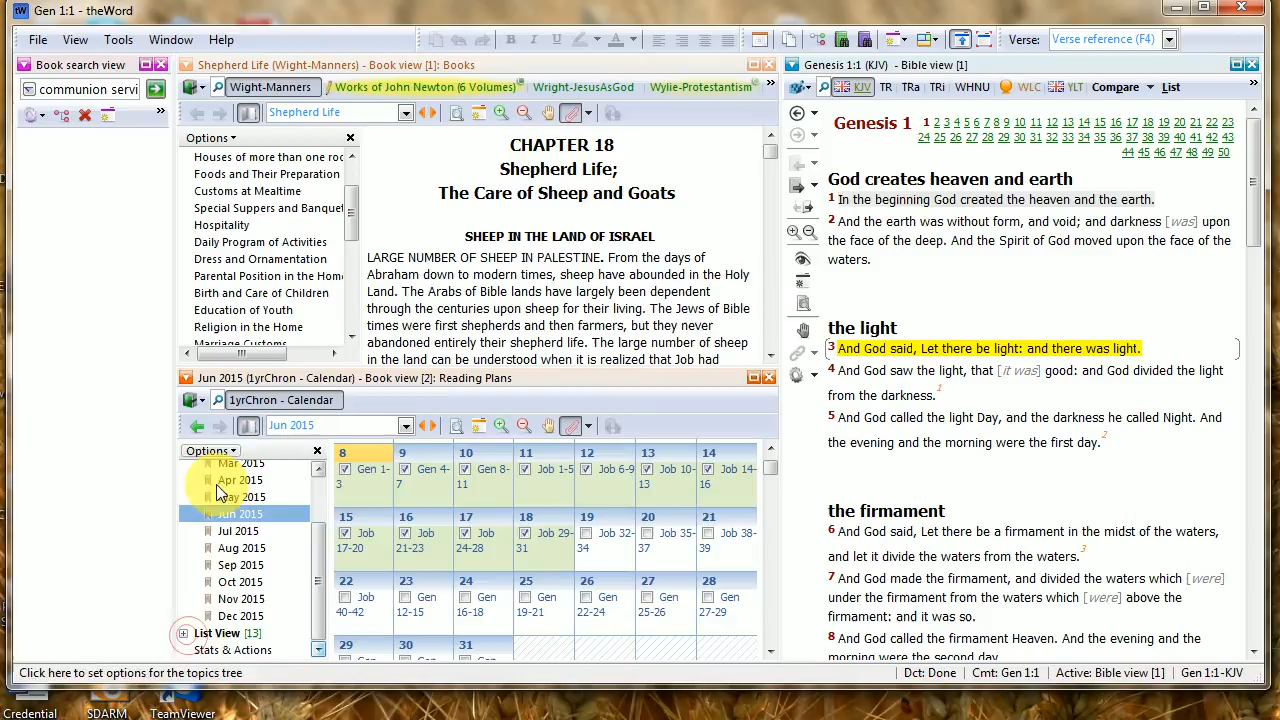 tW Gen 1:1 - theWord
File View Tools Window Help
B I U A
Verse: Verse reference (F4)
Book search view
communion servi
Shepherd Life (Wight-Manners) [1]: Book view [1]: Books
Wight-Manners Works of John Newton (6 Volumes) Wright-JesusAsGod Wylie-Protestantism »
Shepherd Life
Options
Houses of more than one roo
Foods and Their Preparation
Customs at Mealtime
Special Suppers and Banquet
Hospitality
Daily Program of Activities
Dress and Ornamentation
Parental Position in the Home
Birth and Care of Children
Education of Youth
Religion in the Home
Marriage Customs
CHAPTER 18
Shepherd Life;
The Care of Sheep and Goats
SHEEP IN THE LAND OF ISRAEL
LARGE NUMBER OF SHEEP IN PALESTINE. From the days of
Abraham down to modern times, sheep have abounded in the Holy
Land. The Arabs of Bible lands have largely been dependent
through the centuries upon sheep for their living. The Jews of Bible
times were first shepherds and then farmers, but they never
abandoned entirely their shepherd life. The large number of sheep
in the land can be understood when it is realized that Job had
Jun 2015 (1yrChron - Calendar) - Book view [2]: Reading Plans
1yrChron - Calendar
Jun 2015
Options
Mar 2015
Apr 2015
May 2015
Jun 2015
Jul 2015
Aug 2015
Sep 2015
Oct 2015
Nov 2015
Dec 2015
List View [13]
Stats & Actions
8 9 10 11 12 13 14
Gen 1- Gen 4- Gen 8- Job 1-5 Job 6-9 Job 10- Job 14-
3 7 11 13 16
15 16 17 18 19 20 21
Job Job Job Job 29- Job 32- Job 35- Job 38-
17-20 21-23 24-28 31 34 37 39
22 23 24 25 26 27 28
Job Gen Gen Gen Gen Gen Gen
40-42 12-15 16-18 19-21 22-24 25-26 27-29
29 30 31
Gen Gen Gen
Genesis 1:1 (KJV) - Bible view [1]
KJV TR TRa TRi WHNU WLC YLT Compare List »
Genesis 1
1 2 3 4 5 6 7 8 9 10 11 12 13 14 15 16 17 18 19 20 21 22 23
24 25 26 27 28 29 30 31 32 33 34 35 36 37 38 39 40 41 42 43
44 45 46 47 48 49 50
God creates heaven and earth
1 In the beginning God created the heaven and the earth.
2 And the earth was without form, and void; and darkness [was] upon
the face of the deep. And the Spirit of God moved upon the face of the
waters.
the light
3 And God said, Let there be light: and there was light.
4 And God saw the light, that [it was] good: and God divided the light
from the darkness. 1
5 And God called the light Day, and the darkness he called Night. And
the evening and the morning were the first day. 2
the firmament
6 And God said, Let there be a firmament in the midst of the waters,
and let it divide the waters from the waters. 3
7 And God made the firmament, and divided the waters which [were]
under the firmament from the waters which [were] above the
firmament: and it was so.
8 And God called the firmament Heaven. And the evening and the
morning were the second day.
Click here to set options for the topics tree
Dct: Done Cmt: Gen 1:1 Active: Bible view [1] Gen 1:1-KJV
Credential SDARM TeamViewer